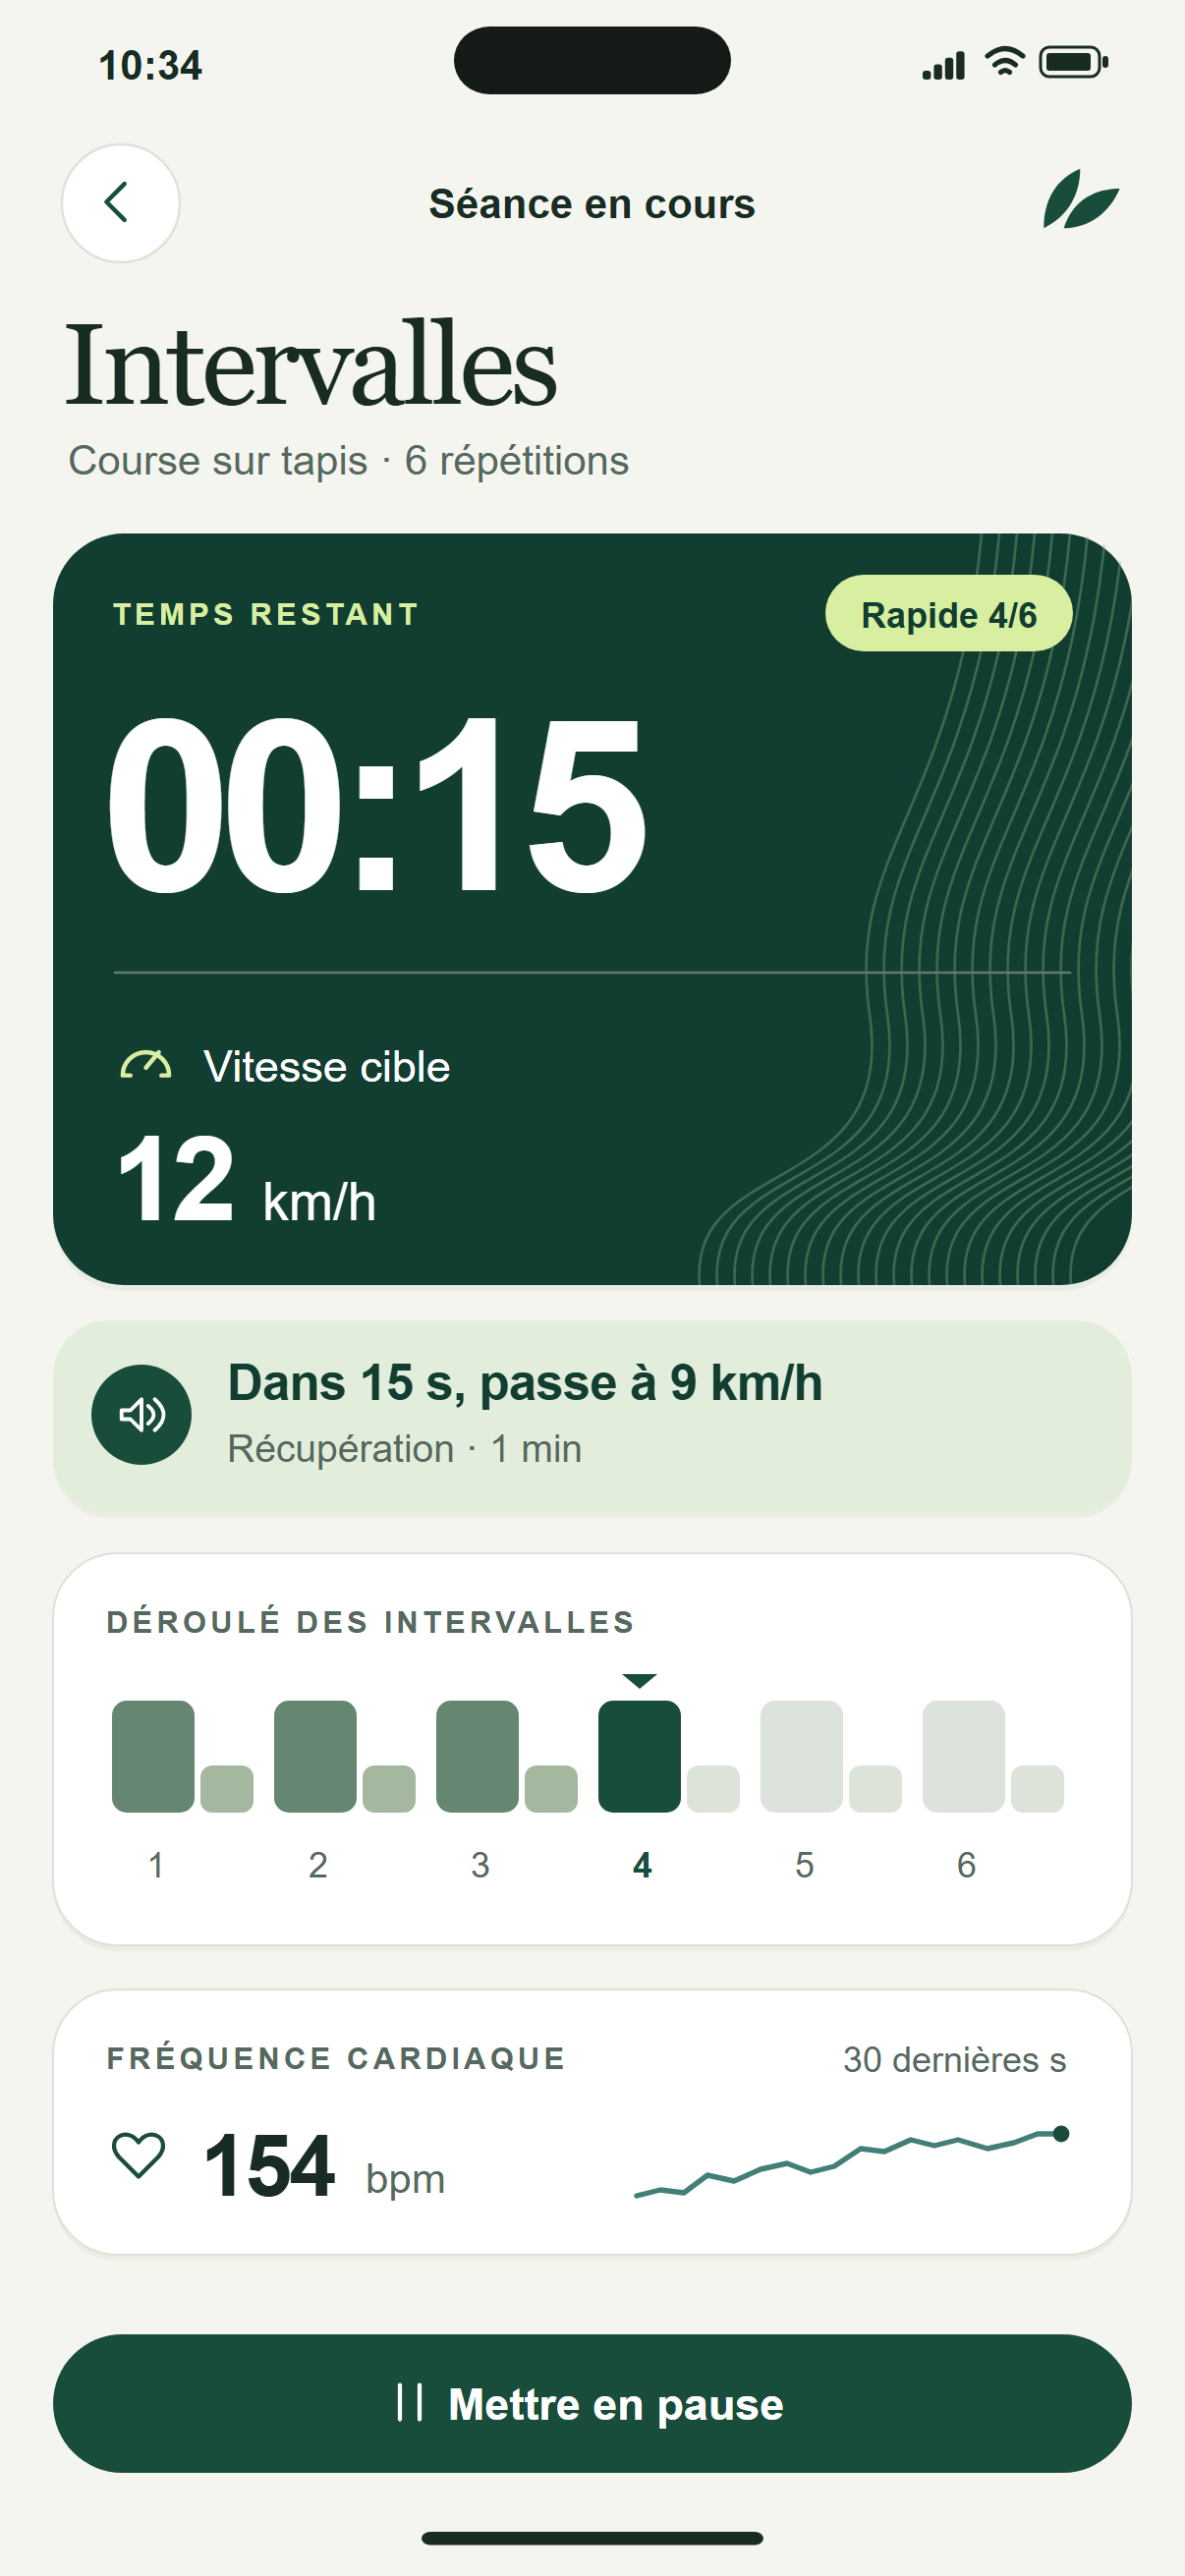 10:34
Séance en cours
Intervalles
Course sur tapis · 6 répétitions
TEMPS RESTANT
Rapide 4/6
00:15
Vitesse cible
12 km/h
Dans 15 s, passe à 9 km/h
Récupération · 1 min
DÉROULÉ DES INTERVALLES
1 2 3 4 5 6
FRÉQUENCE CARDIAQUE
30 dernières s
154 bpm
Mettre en pause